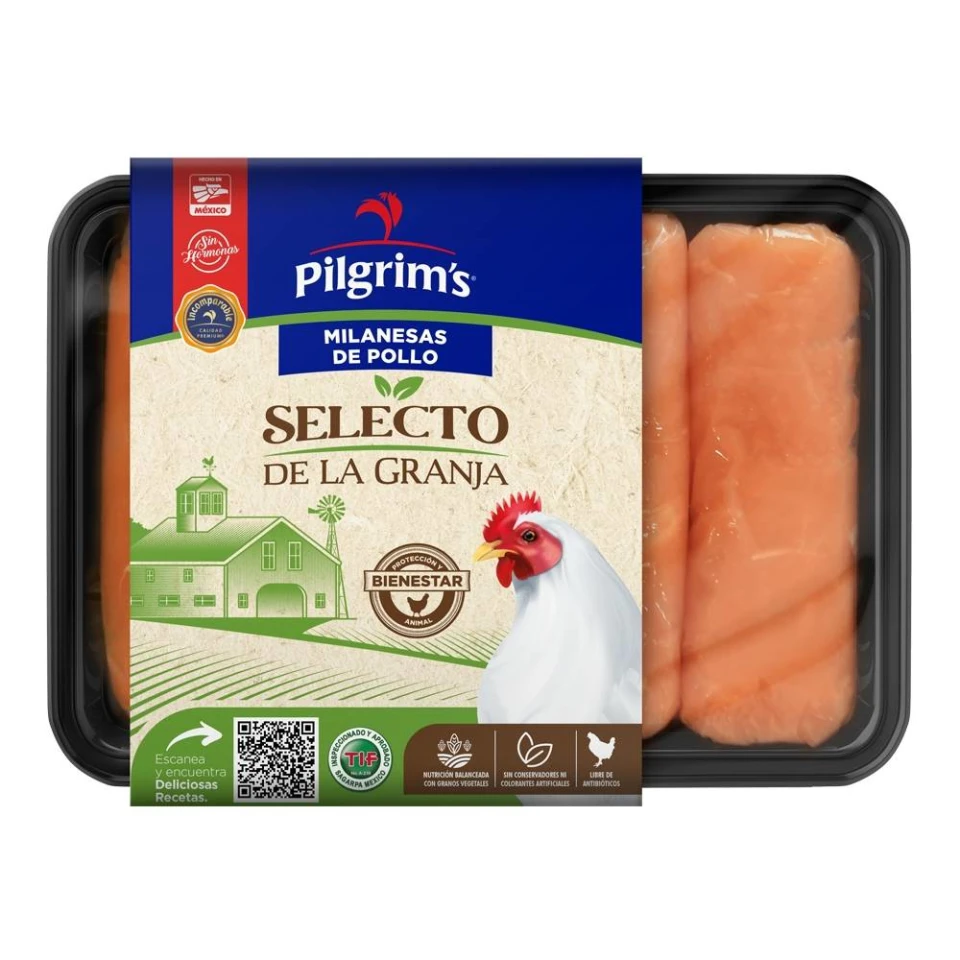 HECHO EN
MÉXICO
Sin
Hormonas
Incomparable
CALIDAD
PREMIUM
Pilgrim's
MILANESAS
DE POLLO
SELECTO
DE LA GRANJA
PROTECCIÓN Y
BIENESTAR
ANIMAL
Escanea
y encuentra
Deliciosas
Recetas.
INSPECCIONADO Y APROBADO
TIF
SAGARPA MÉXICO
NUTRICIÓN BALANCEADA
CON GRANOS VEGETALES
SIN CONSERVADORES NI
COLORANTES ARTIFICIALES
LIBRE DE
ANTIBIÓTICOS